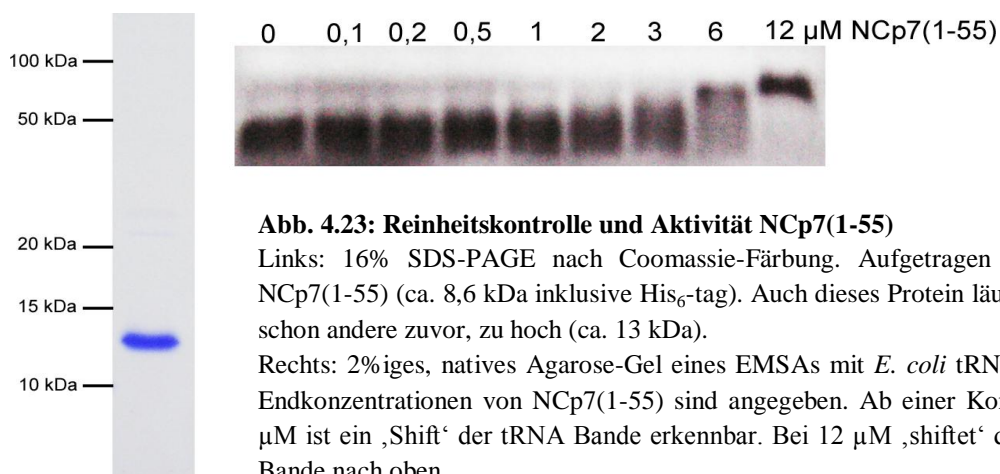 0 0,1 0,2 0,5 1 2 3 6 12 µM NCp7(1-55)
100 kDa
50 kDa
20 kDa
15 kDa
10 kDa
Abb. 4.23: Reinheitskontrolle und Aktivität NCp7(1-55)
Links: 16% SDS-PAGE nach Coomassie-Färbung. Aufgetragen
NCp7(1-55) (ca. 8,6 kDa inklusive His6-tag). Auch dieses Protein läu
schon andere zuvor, zu hoch (ca. 13 kDa).
Rechts: 2%iges, natives Agarose-Gel eines EMSAs mit E. coli tRN
Endkonzentrationen von NCp7(1-55) sind angegeben. Ab einer Kon
µM ist ein ‚Shift‘ der tRNA Bande erkennbar. Bei 12 µM ‚shiftet‘ d
Bande nach oben